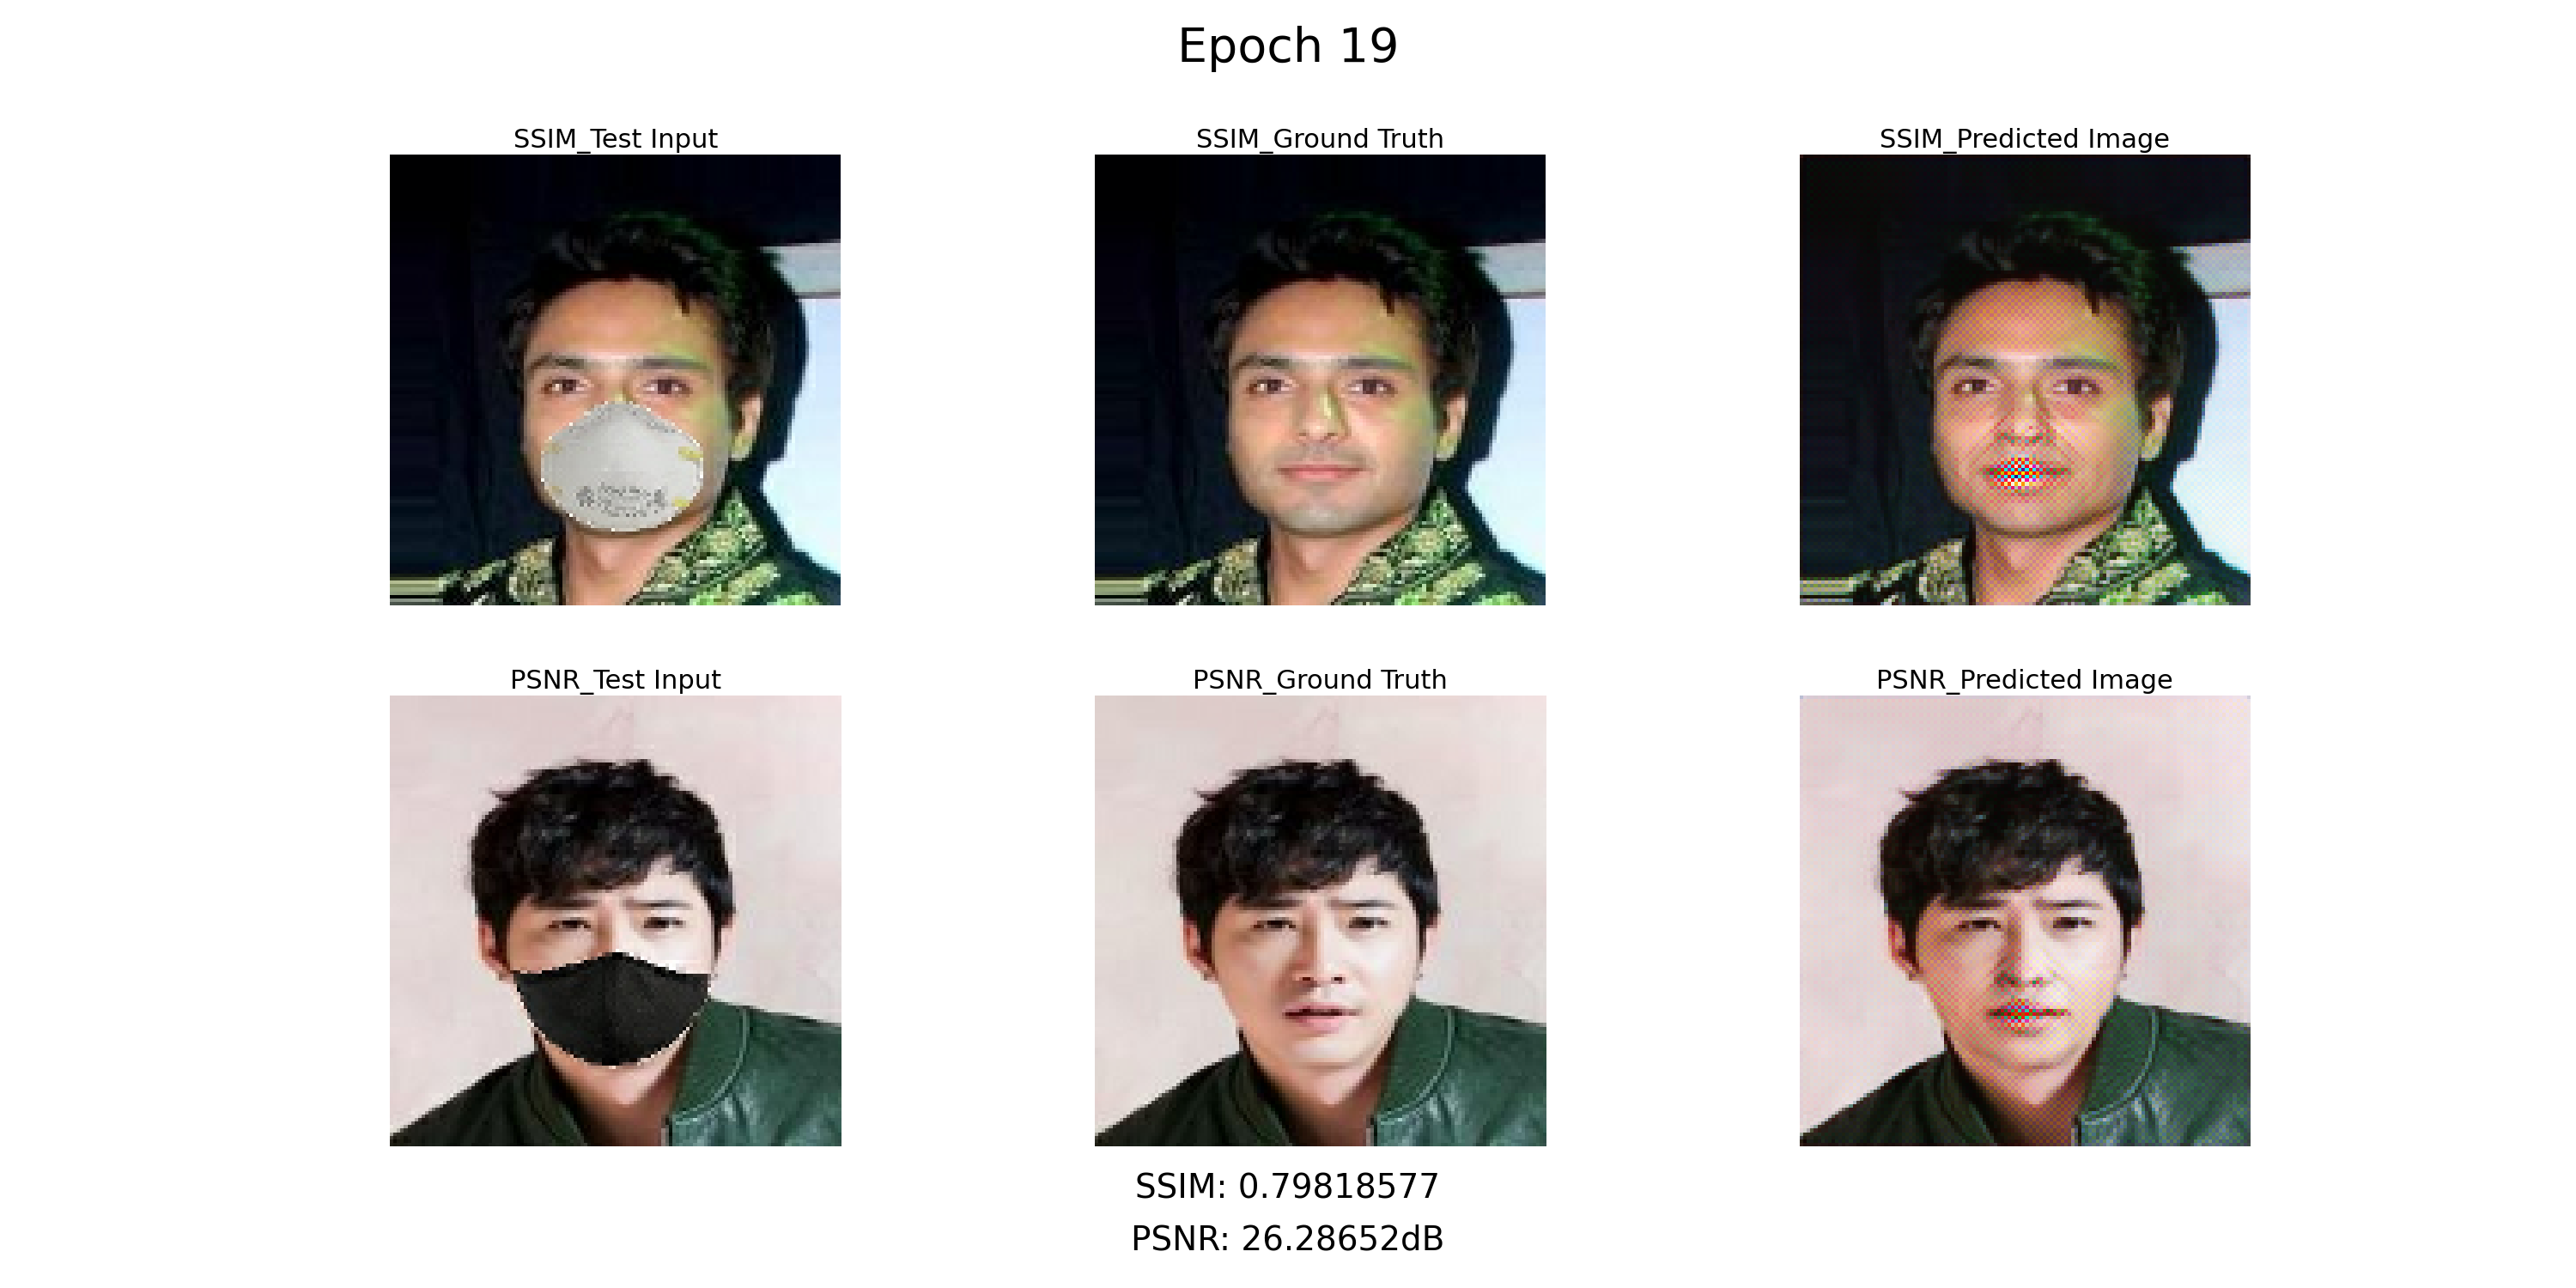 Epoch 19
SSIM_Test Input
SSIM_Ground Truth
SSIM_Predicted Image
PSNR_Test Input
PSNR_Ground Truth
PSNR_Predicted Image
SSIM: 0.79818577
PSNR: 26.28652dB